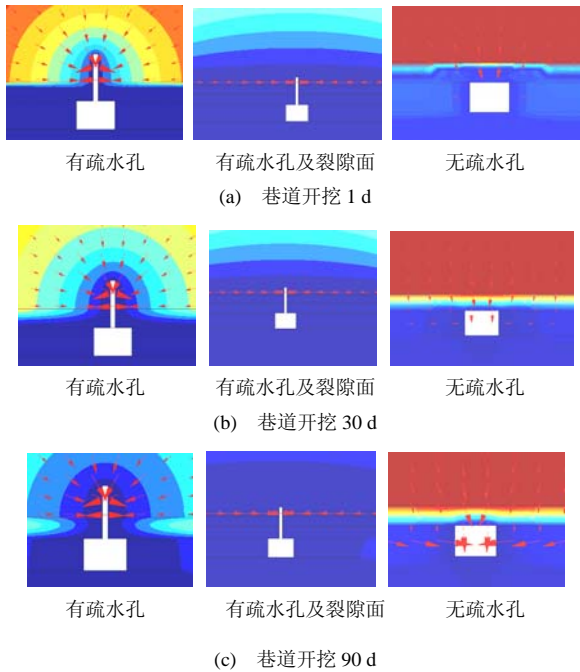 有疏水孔 有疏水孔及裂隙面 无疏水孔
(a) 巷道开挖 1 d
有疏水孔 有疏水孔及裂隙面 无疏水孔
(b) 巷道开挖 30 d
有疏水孔 有疏水孔及裂隙面 无疏水孔
(c) 巷道开挖 90 d